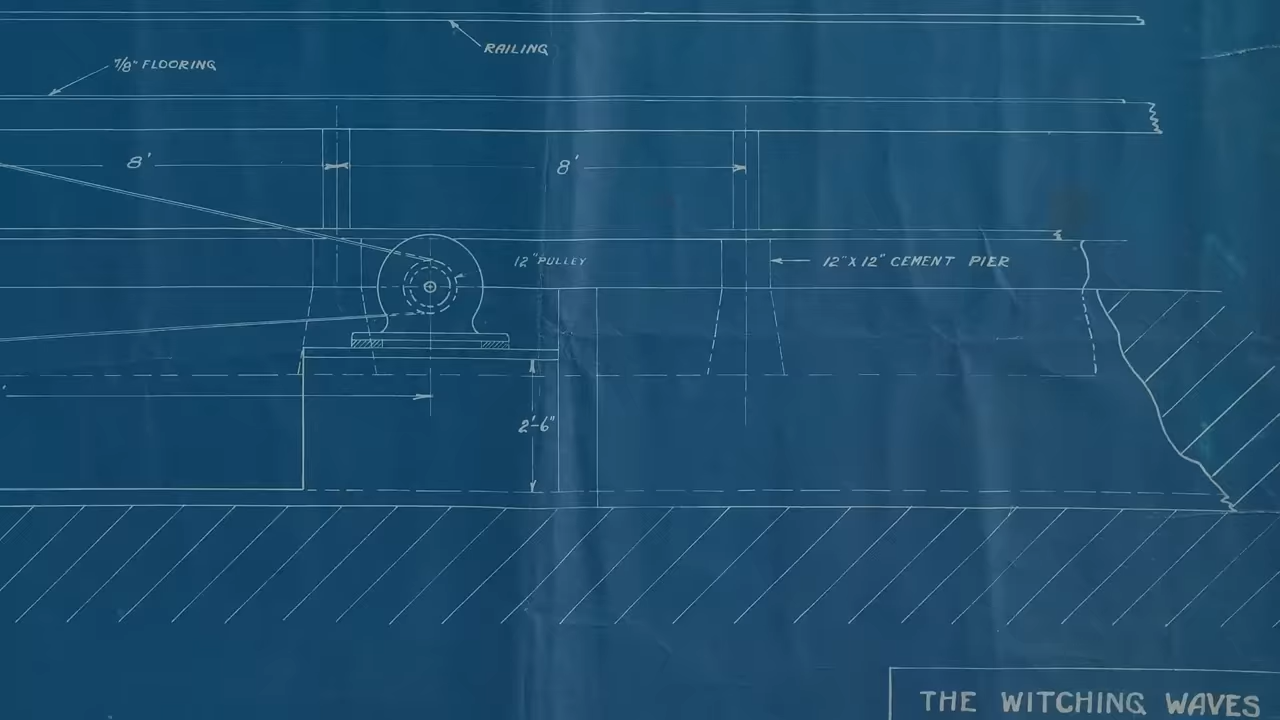 RAILING
7/8" FLOORING
8'
8'
12" PULLEY
12" X 12" CEMENT PIER
2'-6"
THE WITCHING WAVES